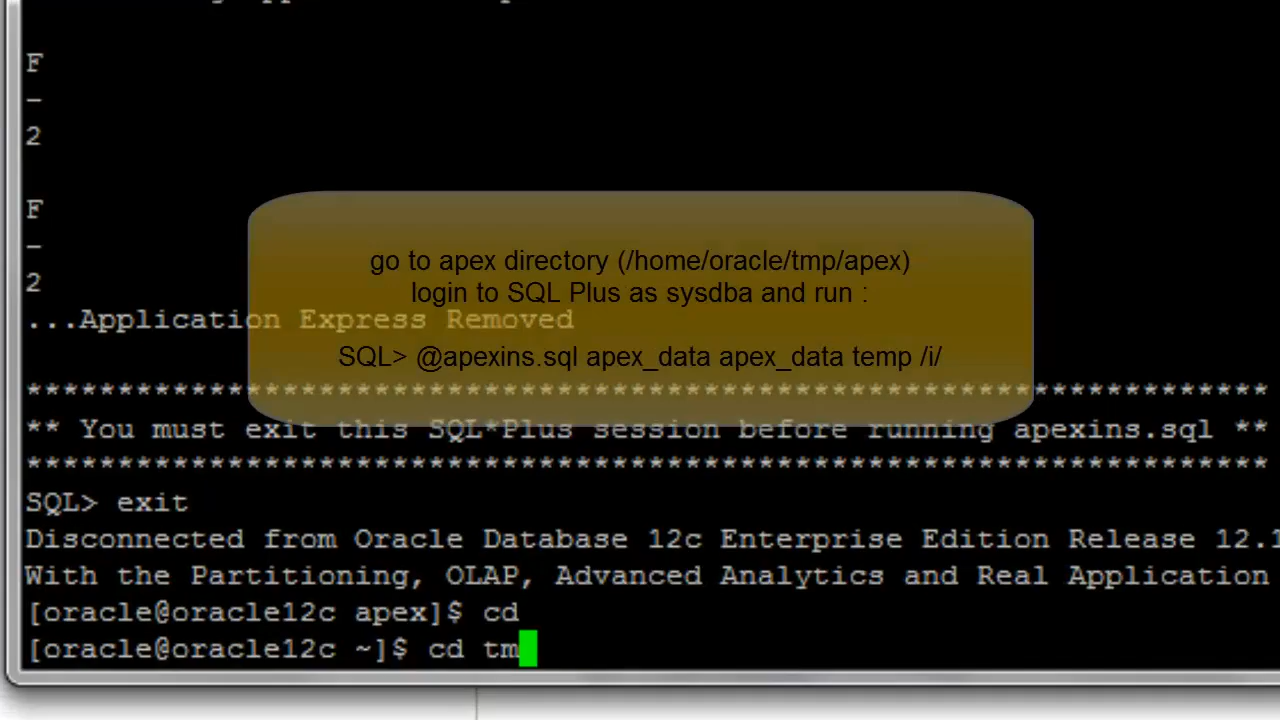 F
-
2
F
-
2
go to apex directory (/home/oracle/tmp/apex)
login to SQL Plus as sysdba and run :
...Application Express Removed
SQL> @apexins.sql apex_data apex_data temp /i/
********************************************************************
** You must exit this SQL*Plus session before running apexins.sql **
********************************************************************
SQL> exit
Disconnected from Oracle Database 12c Enterprise Edition Release 12.1
With the Partitioning, OLAP, Advanced Analytics and Real Application
[oracle@oracle12c apex]$ cd
[oracle@oracle12c ~]$ cd tm